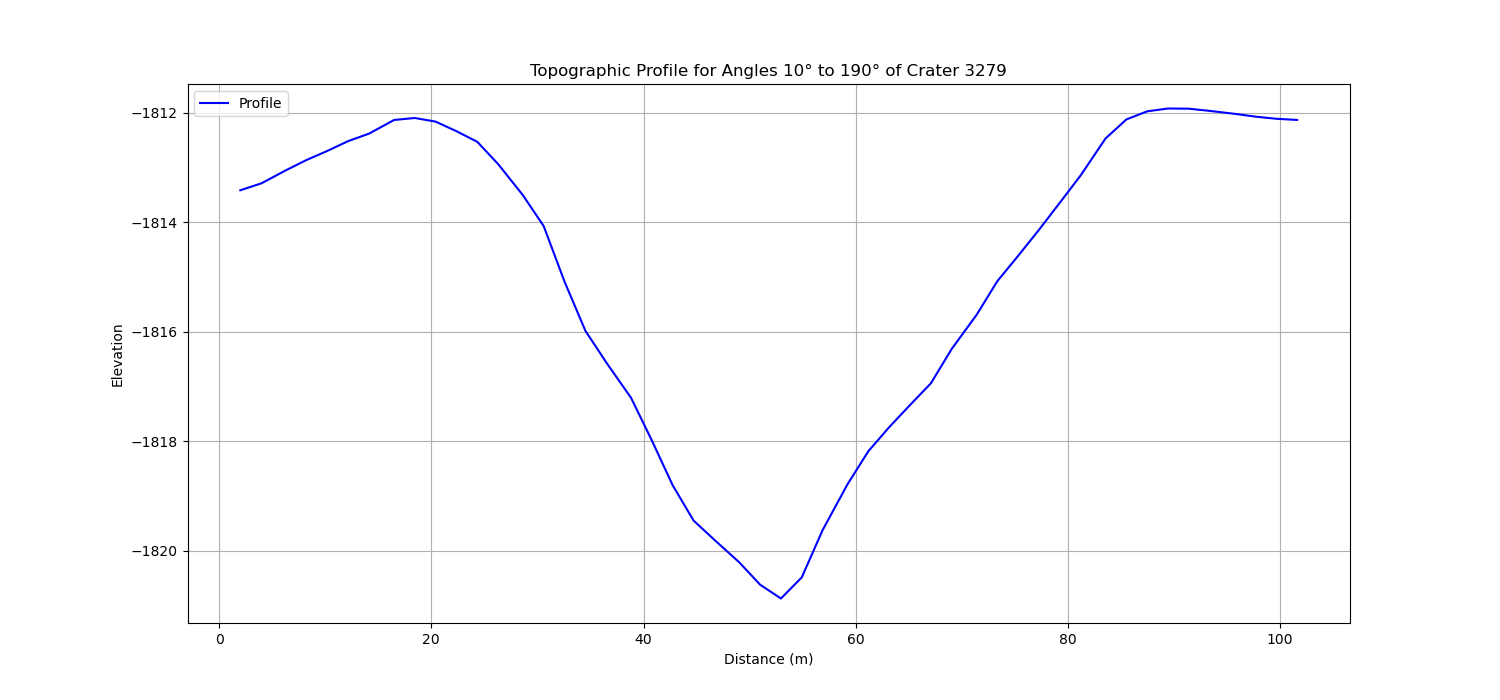 Topographic Profile for Angles 10° to 190° of Crater 3279
Profile
−1812
−1814
−1816
−1818
−1820
Elevation
0
20
40
60
80
100
Distance (m)